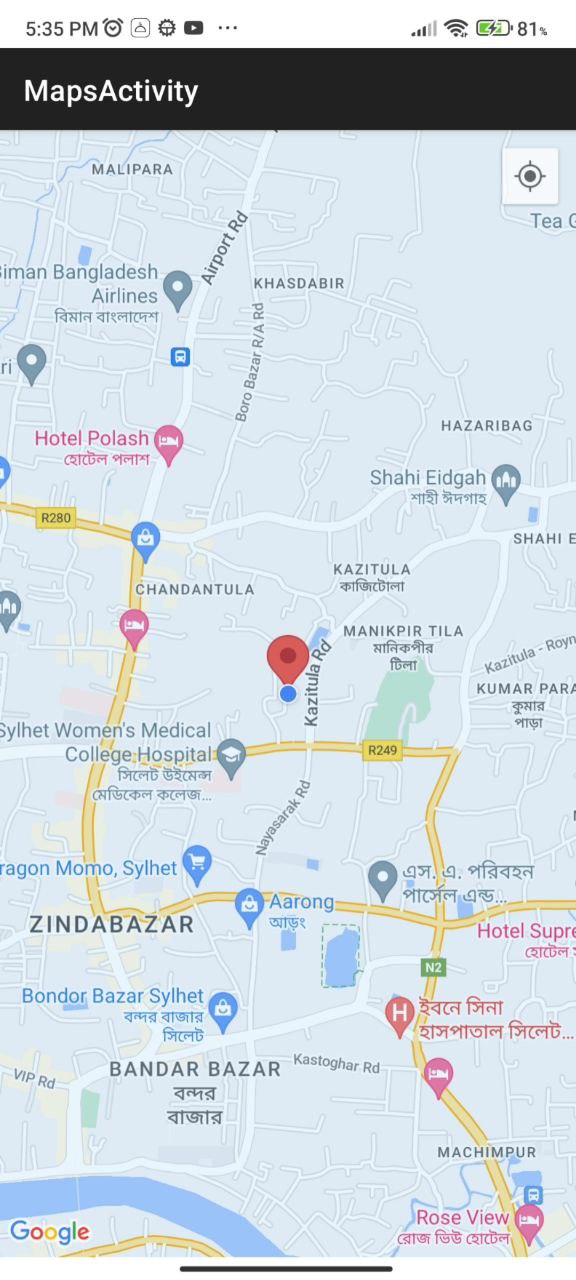 5:35 PM
81%
MapsActivity
MALIPARA
Tea
Airport Rd
Biman Bangladesh
Airlines
বিমান বাংলাদেশ
KHASDABIR
Boro Bazar R/A Rd
ri
Hotel Polash
হোটেল পলাশ
HAZARIBAG
Shahi Eidgah
শাহী ঈদগাহ
R280
SHAHI E
KAZITULA
কাজিটোলা
CHANDANTULA
MANIKPIR TILA
মানিকপীর
টিলা
Kazitula Rd
Kazitula - Royn
KUMAR PARA
কুমার
পাড়া
Sylhet Women's Medical
College Hospital
সিলেট উইমেন্স
মেডিকেল কলেজ...
R249
Nayasarak Rd
ragon Momo, Sylhet
এস. এ. পরিবহন
পার্সেল এন্ড...
Aarong
আড়ং
ZINDABAZAR
Hotel Supre
হোটেল
N2
Bondor Bazar Sylhet
বন্দর বাজার
সিলেট
H
ইবনে সিনা
হাসপাতাল সিলেট...
Kastoghar Rd
VIP Rd
BANDAR BAZAR
বন্দর
বাজার
MACHIMPUR
Rose View
রোজ ভিউ হোটেল
Google